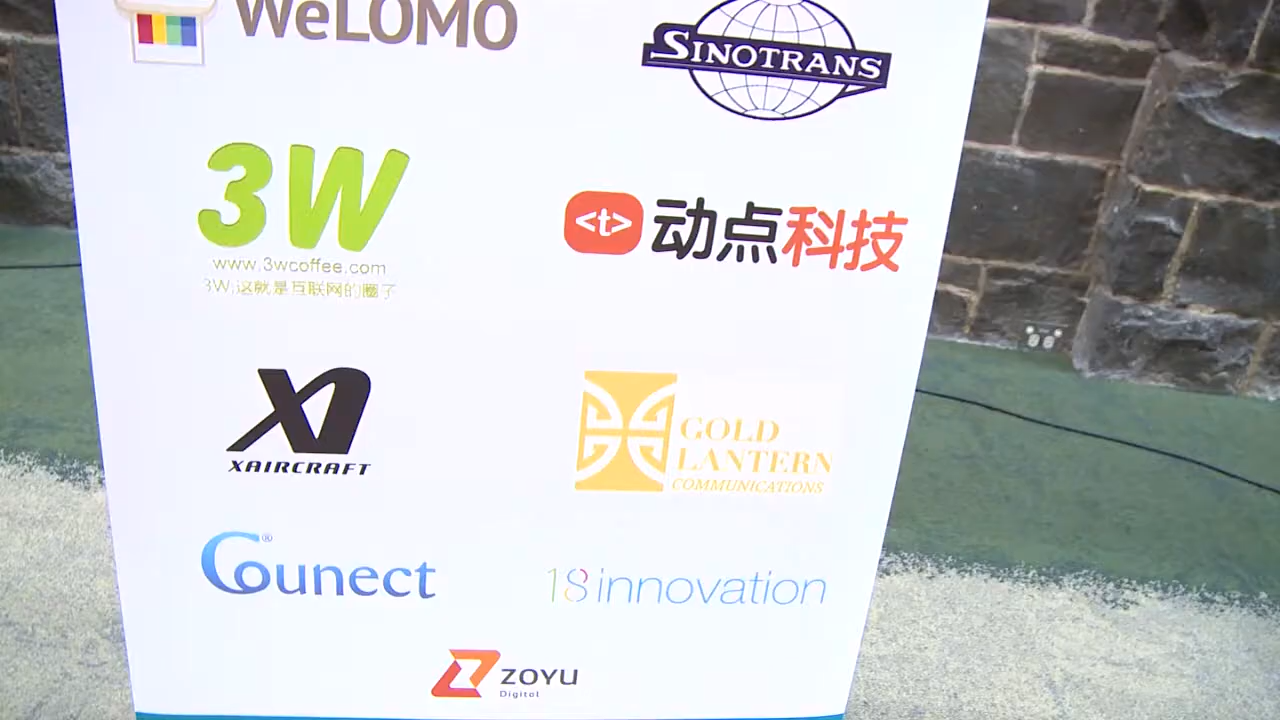 WeLOMO
SINOTRANS
3W
www.3wcoffee.com
3W,这就是互联网的圈子
<t> 动点科技
XAIRCRAFT
GOLD
LANTERN
COMMUNICATIONS
Counect®
18innovation
ZOYU
Digital